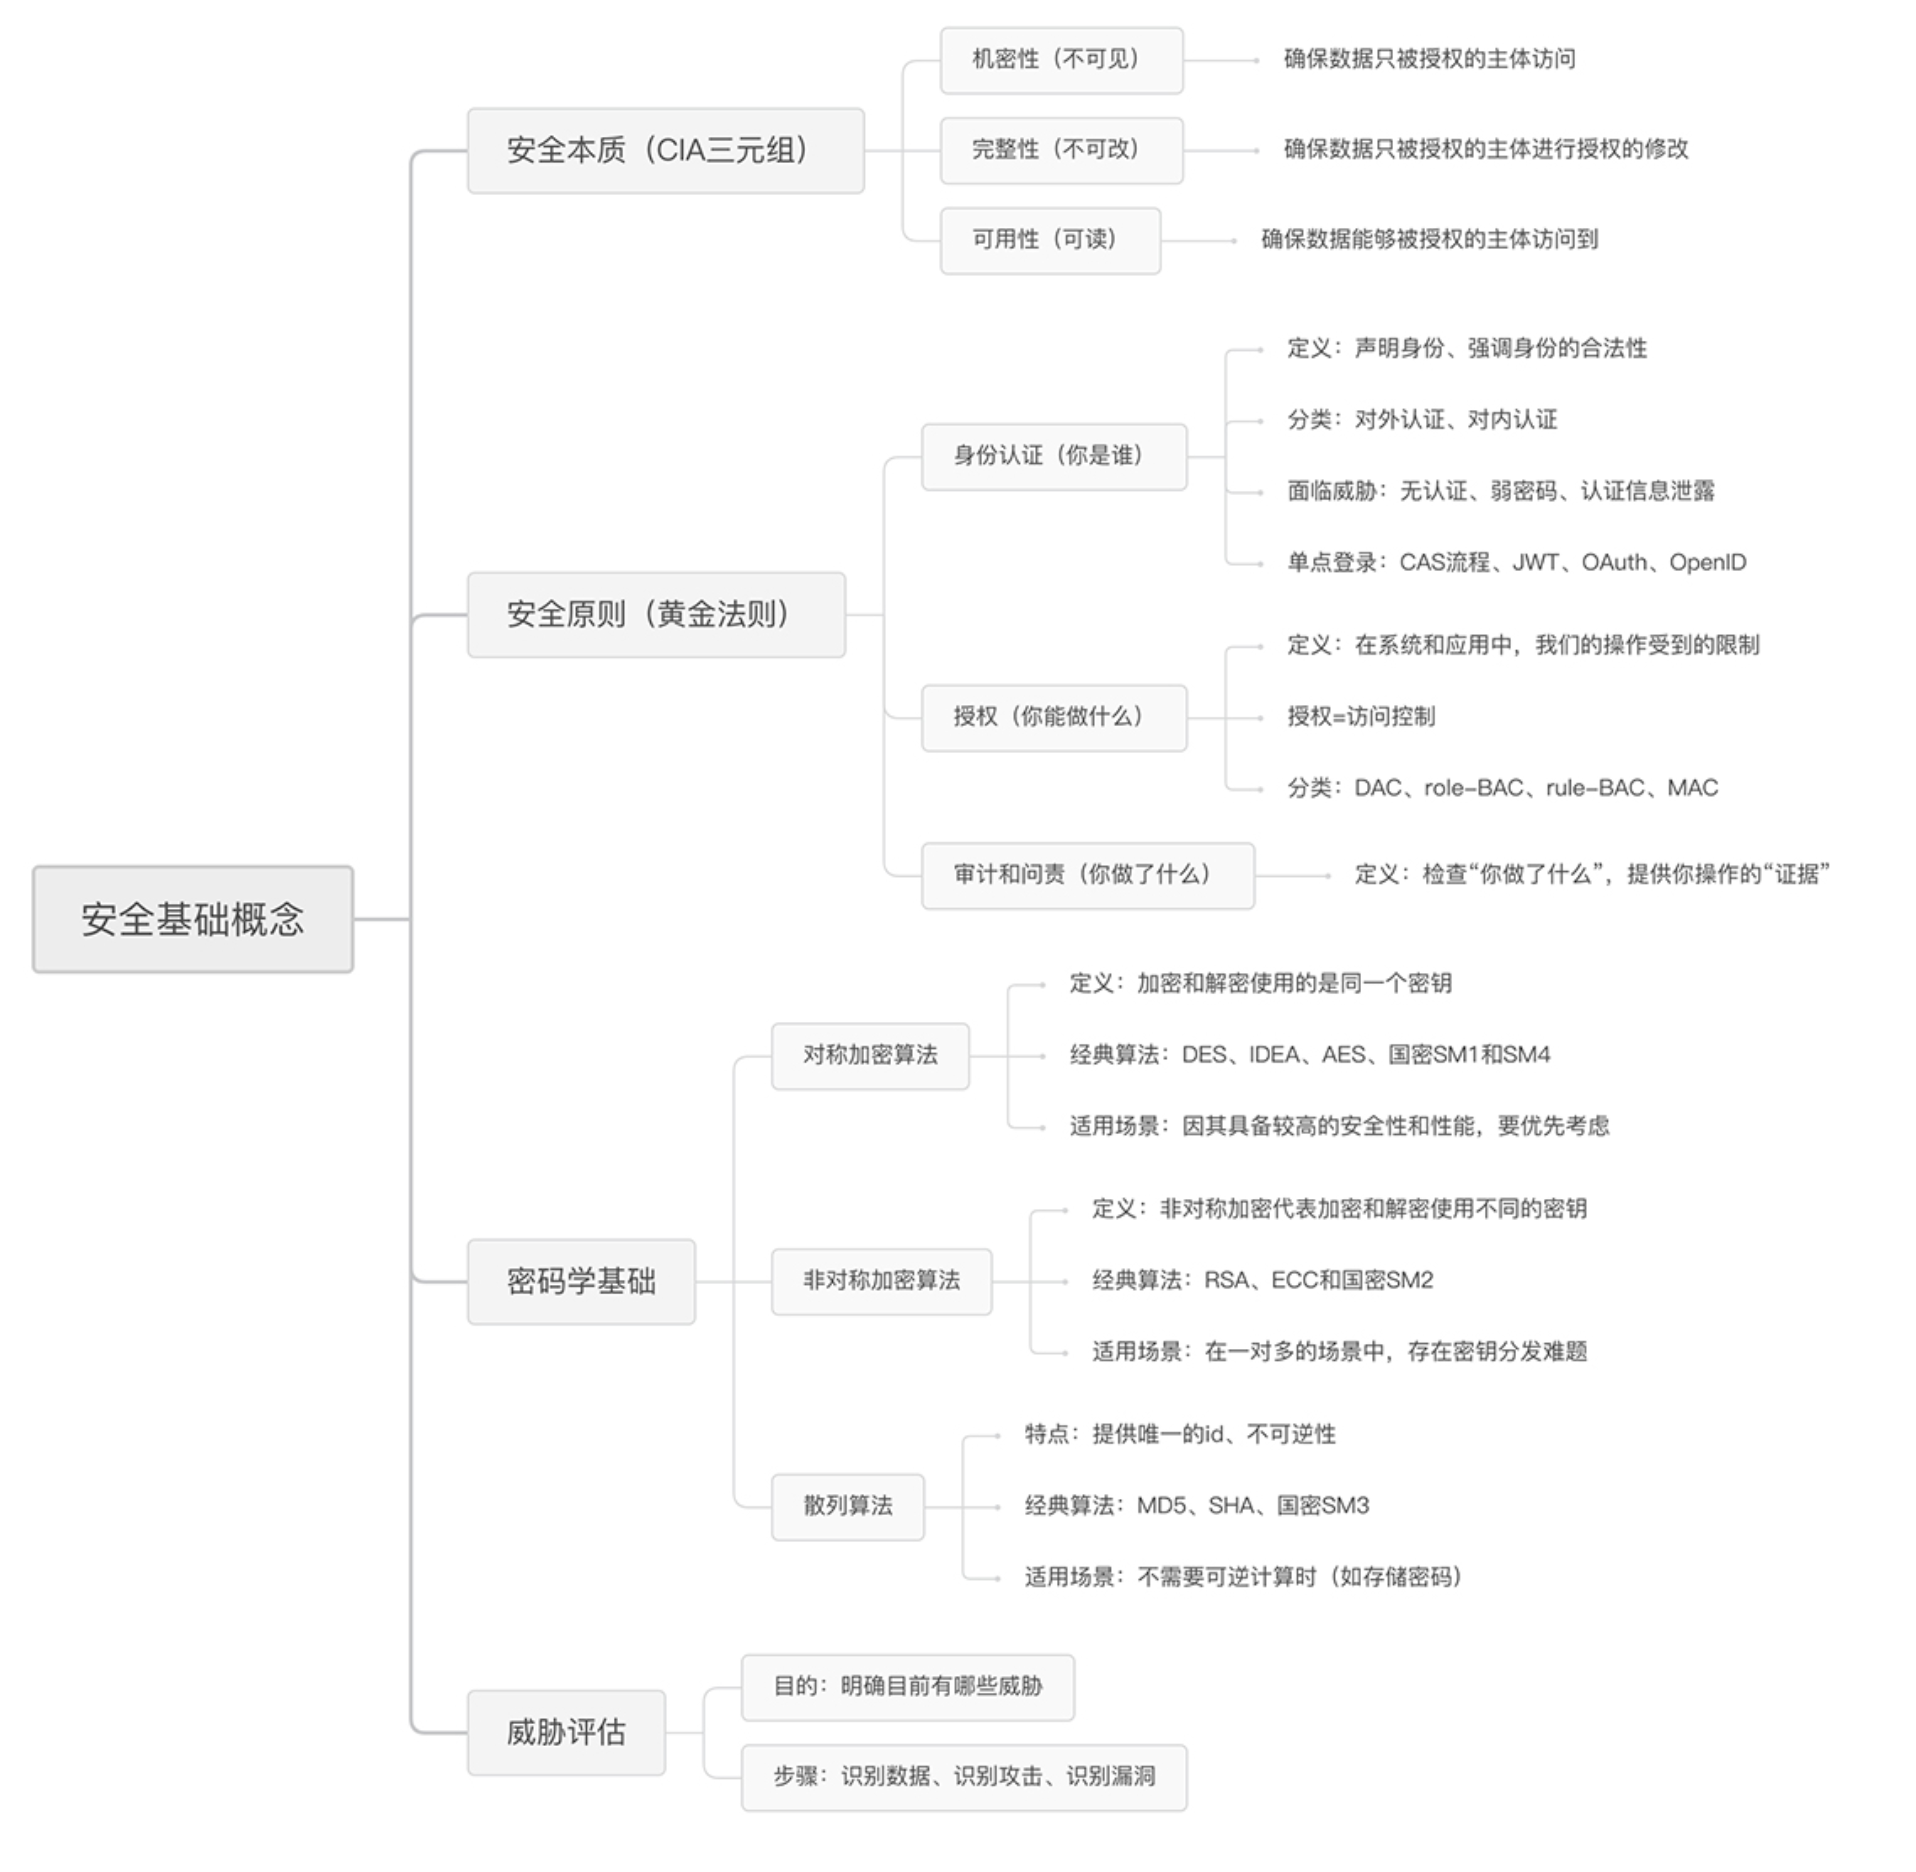 机密性（不可见）
确保数据只被授权的主体访问
安全本质（CIA三元组）
完整性（不可改）
确保数据只被授权的主体进行授权的修改
可用性（可读）
确保数据能够被授权的主体访问到
定义：声明身份、强调身份的合法性
分类：对外认证、对内认证
身份认证（你是谁）
面临威胁：无认证、弱密码、认证信息泄露
单点登录：CAS流程、JWT、OAuth、OpenID
安全原则（黄金法则）
定义：在系统和应用中，我们的操作受到的限制
授权（你能做什么）
授权=访问控制
分类：DAC、role-BAC、rule-BAC、MAC
审计和问责（你做了什么）
定义：检查“你做了什么”，提供你操作的“证据”
安全基础概念
定义：加密和解密使用的是同一个密钥
对称加密算法
经典算法：DES、IDEA、AES、国密SM1和SM4
适用场景：因其具备较高的安全性和性能，要优先考虑
定义：非对称加密代表加密和解密使用不同的密钥
密码学基础
非对称加密算法
经典算法：RSA、ECC和国密SM2
适用场景：在一对多的场景中，存在密钥分发难题
特点：提供唯一的id、不可逆性
散列算法
经典算法：MD5、SHA、国密SM3
适用场景：不需要可逆计算时（如存储密码）
目的：明确目前有哪些威胁
威胁评估
步骤：识别数据、识别攻击、识别漏洞